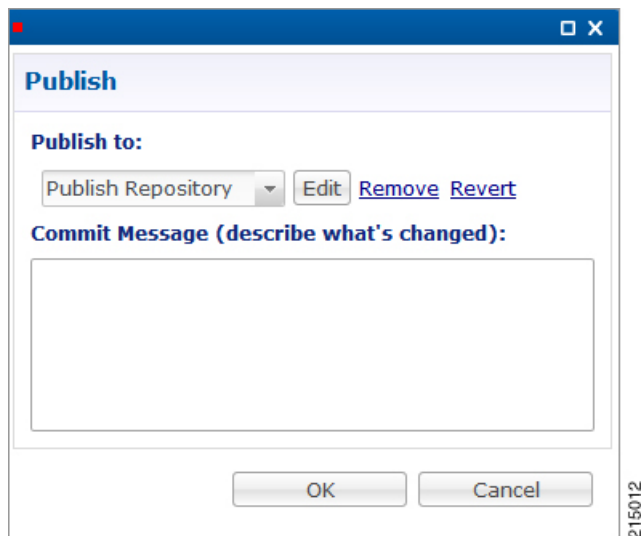 Publish
Publish to:
Publish Repository Edit Remove Revert
Commit Message (describe what's changed):
OK Cancel
215012